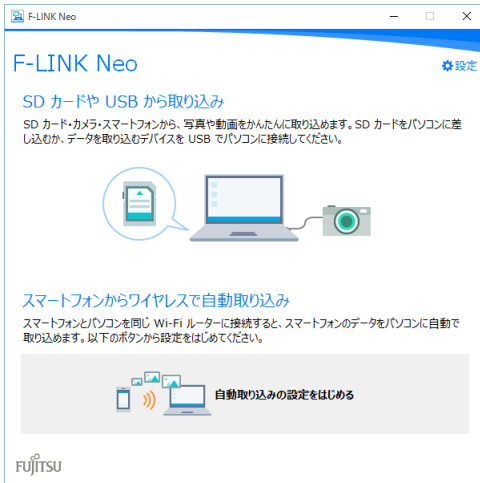 F-LINK Neo
F-LINK Neo
設定
SD カードや USB から取り込み
SD カード・カメラ・スマートフォンから、写真や動画をかんたんに取り込めます。SD カードをパソコンに差
し込むか、データを取り込むデバイスを USB でパソコンに接続してください。
スマートフォンからワイヤレスで自動取り込み
スマートフォンとパソコンを同じ Wi-Fi ルーターに接続すると、スマートフォンのデータをパソコンに自動で
取り込めます。以下のボタンから設定をはじめてください。
自動取り込みの設定をはじめる
FUJITSU